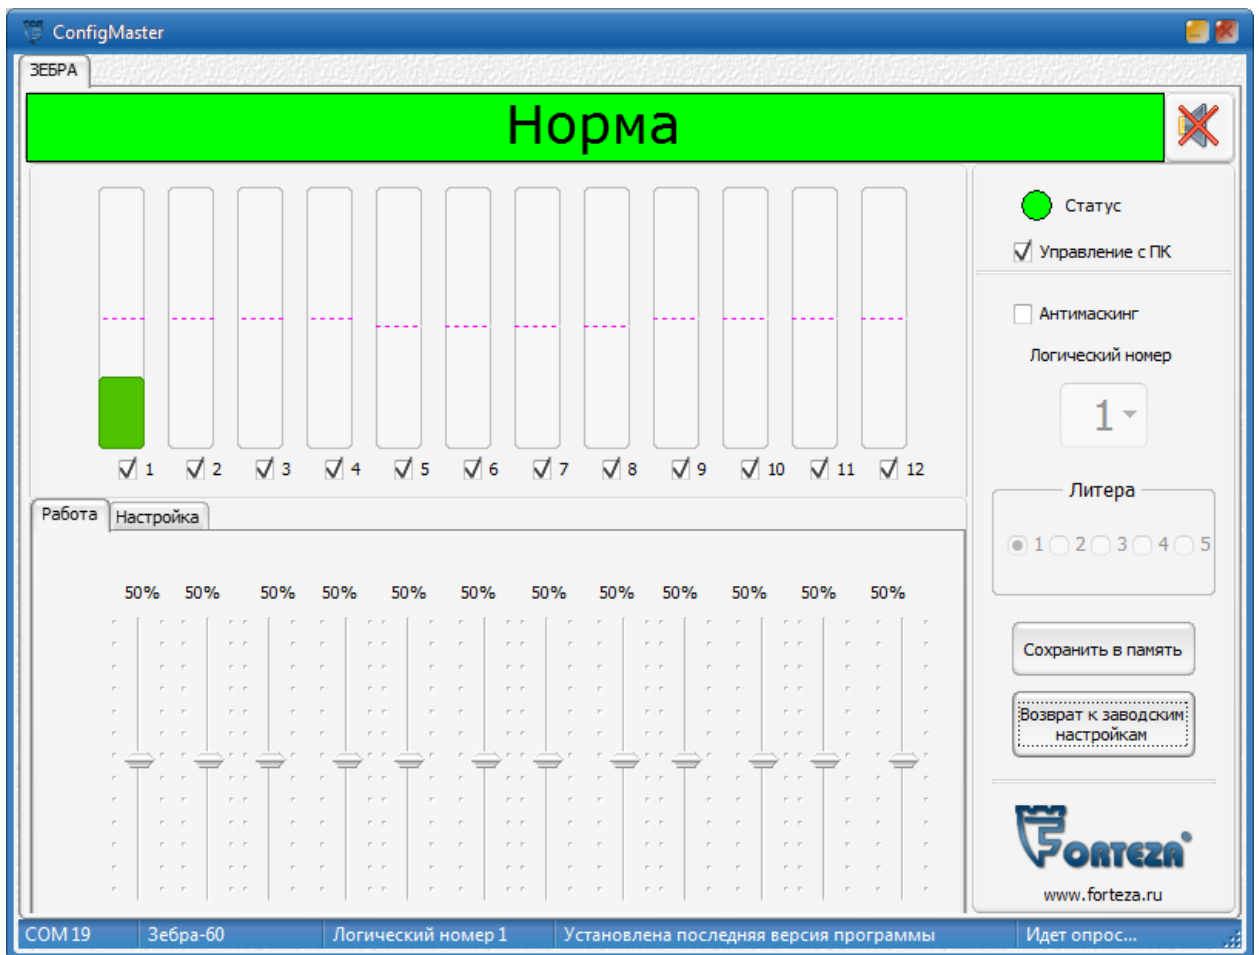 ConfigMaster
ЗЕБРА
Норма
1 2 3 4 5 6 7 8 9 10 11 12
Работа Настройка
50% 50% 50% 50% 50% 50% 50% 50% 50% 50% 50% 50%
Статус
Управление с ПК
Антимаскинг
Логический номер
1
Литера
1 2 3 4 5
Сохранить в память
Возврат к заводским
настройкам
FORTEZA
www.forteza.ru
COM 19 Зебра-60 Логический номер 1 Установлена последняя версия программы Идет опрос...